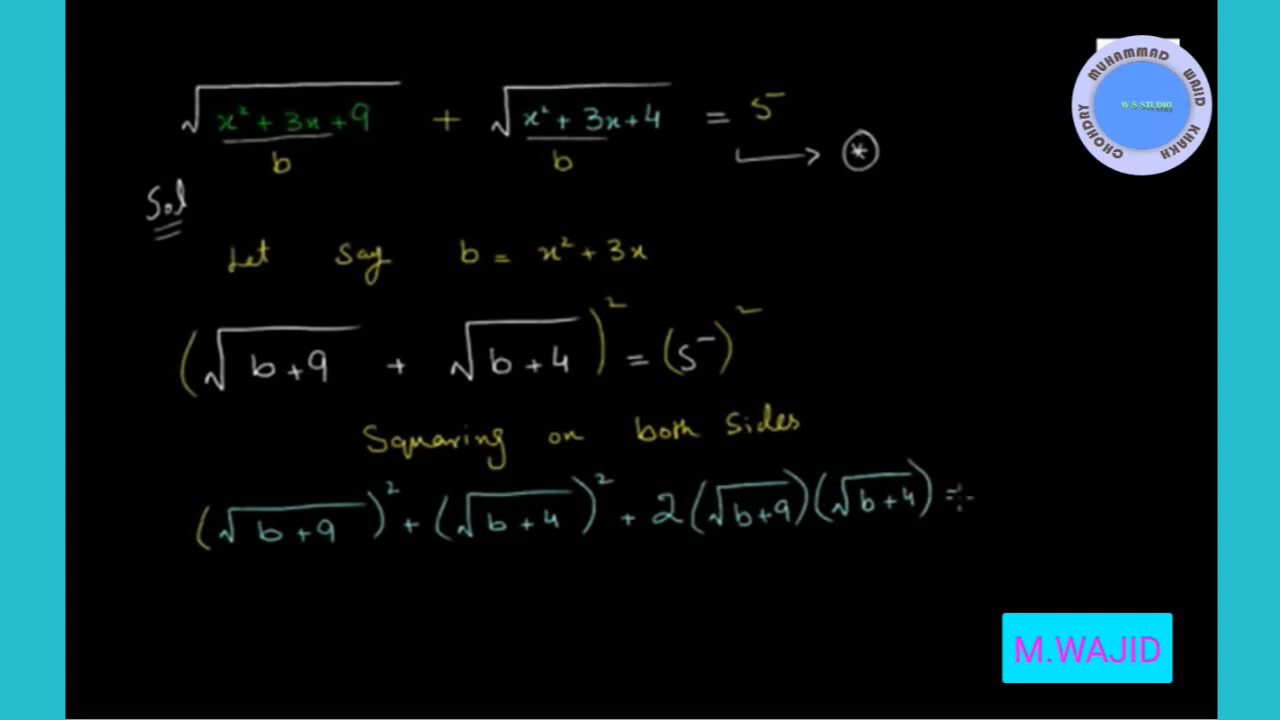 √(x² + 3x + 9) + √(x² + 3x + 4) = 5
b b ⟶ ⊛
Sol
Let say b = x² + 3x
(√(b+9) + √(b+4))² = (5)²
Squaring on both sides
(√(b+9))² + (√(b+4))² + 2(√(b+9))(√(b+4)) =
MUHAMMAD WAJID KHAKH CHOHDRY
W S STUDIO
M.WAJID